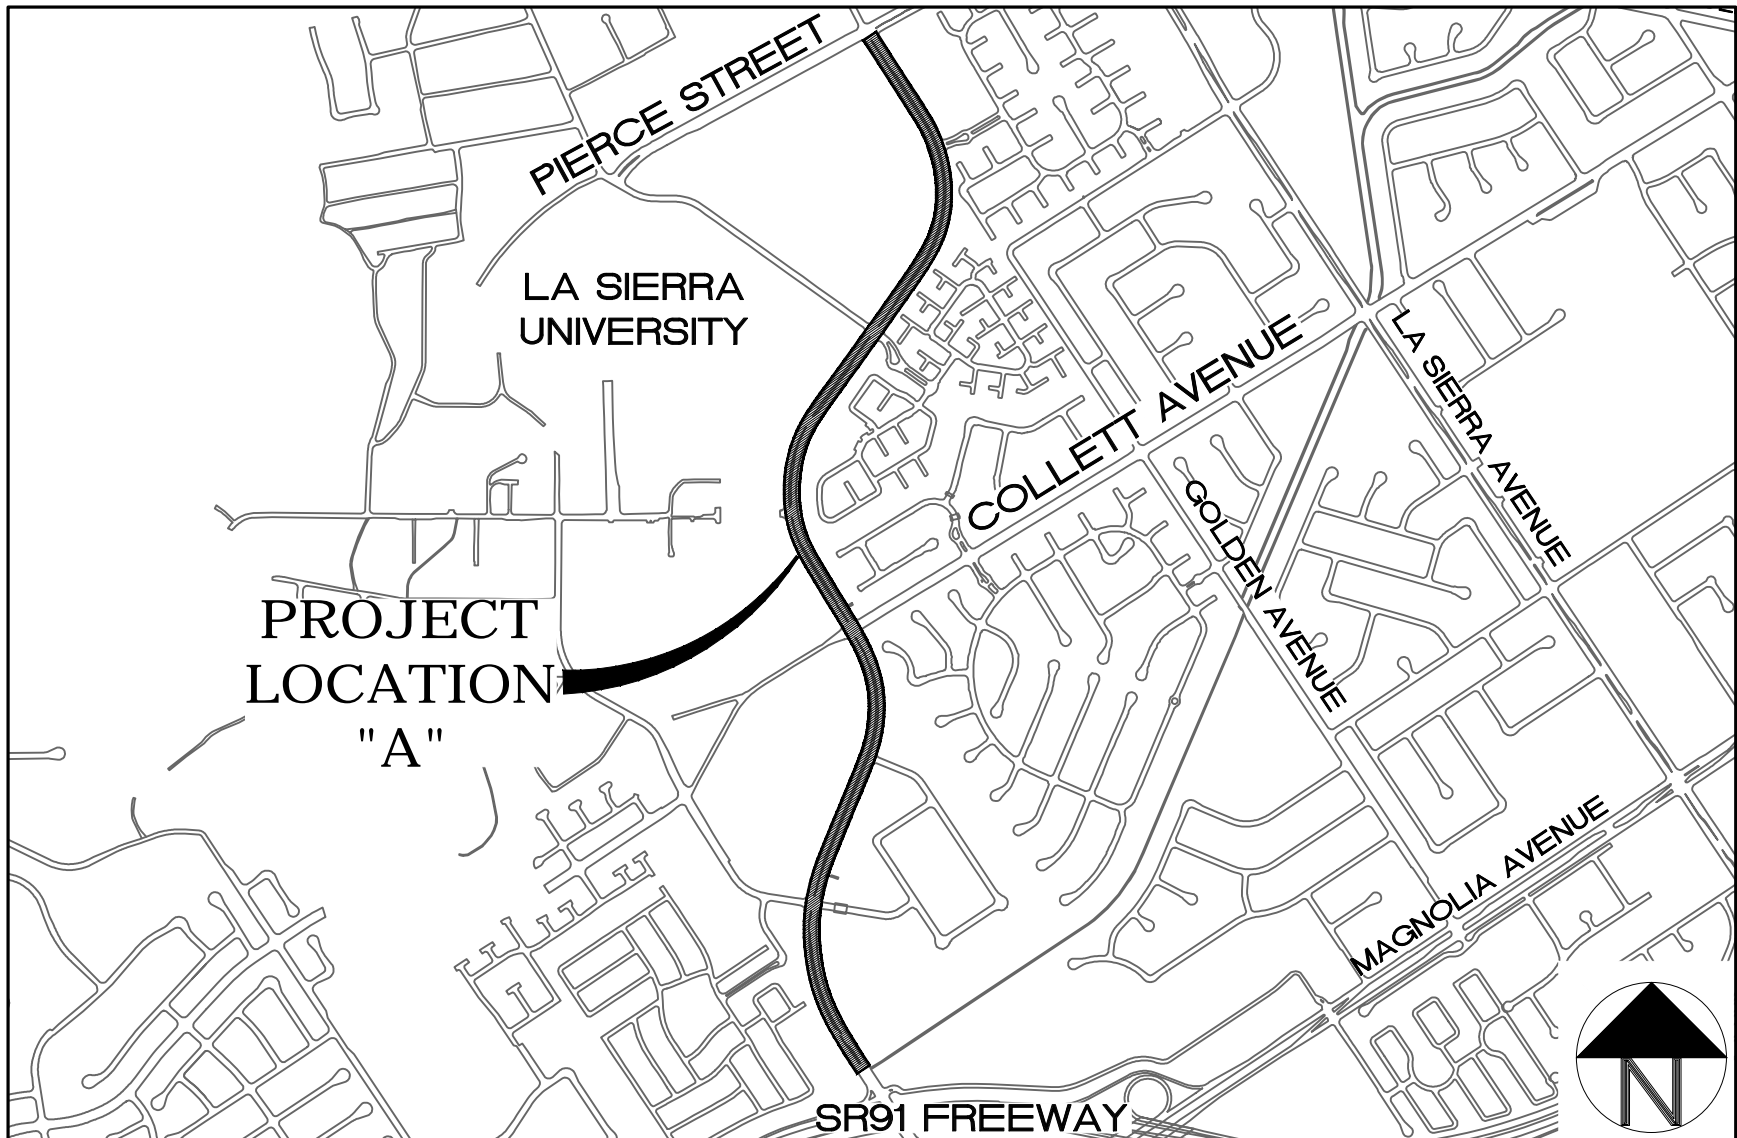 PIERCE STREET
LA SIERRA
UNIVERSITY
COLLETT AVENUE
LA SIERRA AVENUE
GOLDEN AVENUE
PROJECT
LOCATION
"A"
MAGNOLIA AVENUE
SR91 FREEWAY
N